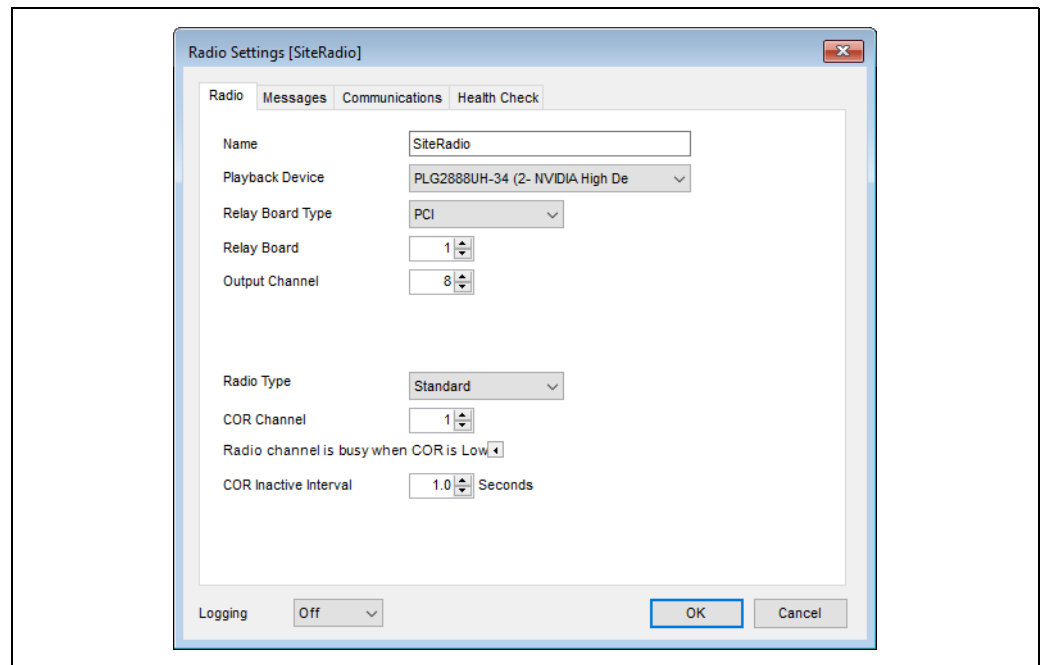 Radio Settings [SiteRadio]
Radio Messages Communications Health Check
Name SiteRadio
Playback Device PLG2888UH-34 (2- NVIDIA High De
Relay Board Type PCI
Relay Board 1
Output Channel 8
Radio Type Standard
COR Channel 1
Radio channel is busy when COR is Low
COR Inactive Interval 1.0 Seconds
Logging Off OK Cancel